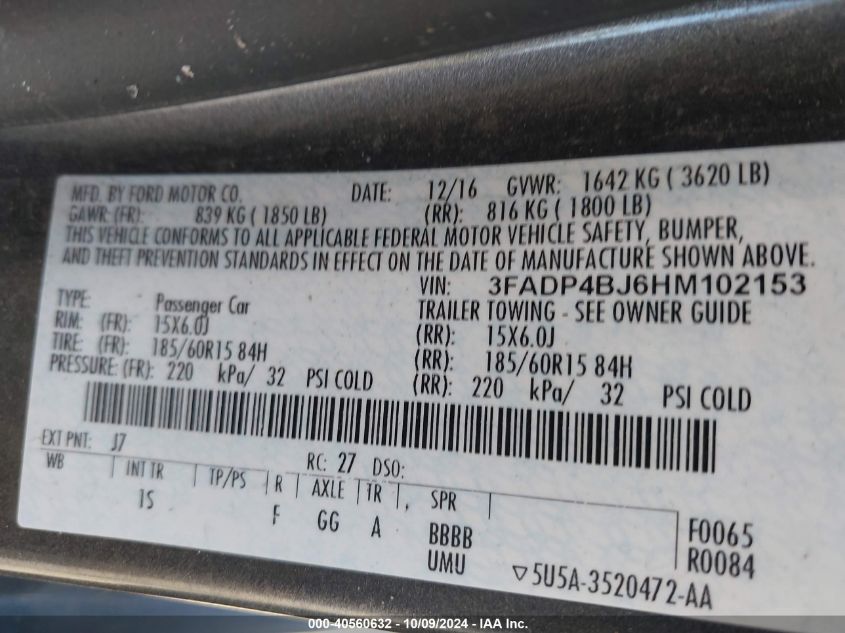 MFD. BY FORD MOTOR CO. DATE: 12/16 GVWR: 1642 KG ( 3620 LB)
GAWR: (FR): 839 KG ( 1850 LB) (RR): 816 KG ( 1800 LB)
THIS VEHICLE CONFORMS TO ALL APPLICABLE FEDERAL MOTOR VEHICLE SAFETY, BUMPER,
AND THEFT PREVENTION STANDARDS IN EFFECT ON THE DATE OF MANUFACTURE SHOWN ABOVE.
VIN: 3FADP4BJ6HM102153
TYPE: Passenger Car TRAILER TOWING - SEE OWNER GUIDE
RIM: (FR): 15X6.0J (RR): 15X6.0J
TIRE: (FR): 185/60R15 84H (RR): 185/60R15 84H
PRESSURE: (FR): 220 kPa/ 32 PSI COLD (RR): 220 kPa/ 32 PSI COLD
EXT PNT: J7 RC: 27 DSO:
WB | INT TR | TP/PS | R | AXLE | TR | , SPR | F0065
IS F GG A BBBB R0084
UMU ▽5U5A-3520472-AA
000-40560632 - 10/09/2024 - IAA Inc.